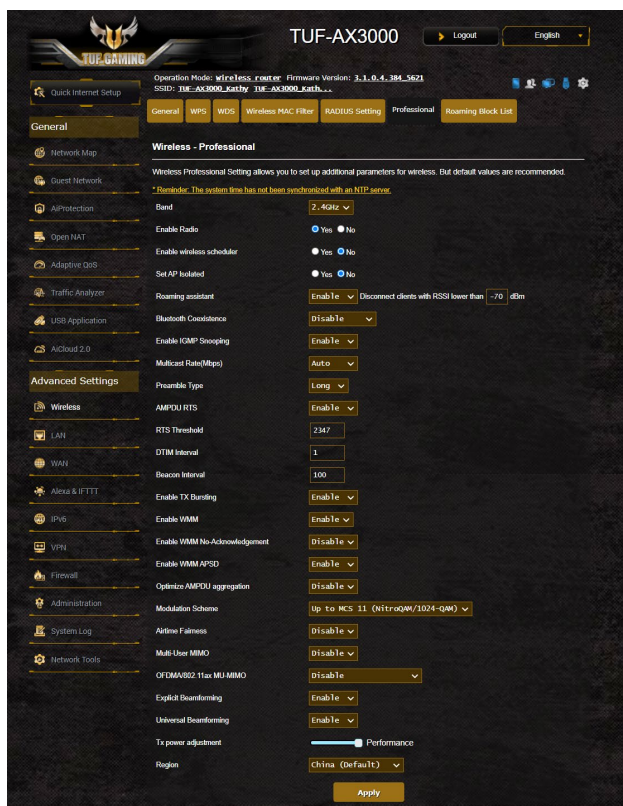 TUF GAMING
TUF-AX3000
Logout
English
Operation Mode: Wireless router Firmware Version: 3.1.0.4.384_5621
SSID: TUF-AX3000_Kathy TUF-AX3000_Kath...
Quick Internet Setup
General
Network Map
Guest Network
AiProtection
Open NAT
Adaptive QoS
Traffic Analyzer
USB Application
AiCloud 2.0
Advanced Settings
Wireless
LAN
WAN
Alexa & IFTTT
IPv6
VPN
Firewall
Administration
System Log
Network Tools
General WPS WDS Wireless MAC Filter RADIUS Setting Professional Roaming Block List
Wireless - Professional
Wireless Professional Setting allows you to set up additional parameters for wireless. But default values are recommended.
* Reminder: The system time has not been synchronized with an NTP server.
Band 2.4GHz
Enable Radio Yes No
Enable wireless scheduler Yes No
Set AP Isolated Yes No
Roaming assistant Enable Disconnect clients with RSSI lower than -70 dBm
Bluetooth Coexistence Disable
Enable IGMP Snooping Enable
Multicast Rate(Mbps) Auto
Preamble Type Long
AMPDU RTS Enable
RTS Threshold 2347
DTIM Interval 1
Beacon Interval 100
Enable TX Bursting Enable
Enable WMM Enable
Enable WMM No-Acknowledgement Disable
Enable WMM APSD Enable
Optimize AMPDU aggregation Disable
Modulation Scheme Up to MCS 11 (NitroQAM/1024-QAM)
Airtime Fairness Disable
Multi-User MIMO Disable
OFDMA/802.11ax MU-MIMO Disable
Explicit Beamforming Enable
Universal Beamforming Enable
Tx power adjustment Performance
Region China (Default)
Apply